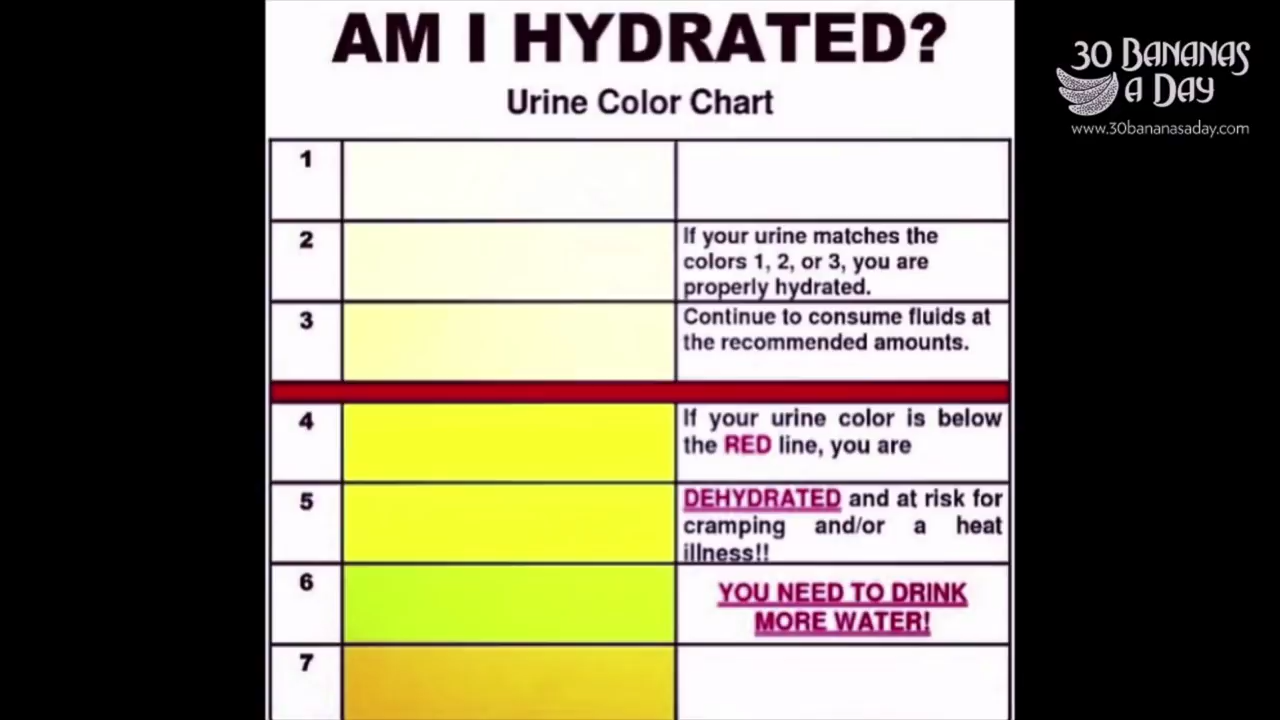 AM I HYDRATED?
Urine Color Chart
30 BANANAS
A DAY
www.30bananasaday.com
1
2
If your urine matches the
colors 1, 2, or 3, you are
properly hydrated.
3
Continue to consume fluids at
the recommended amounts.
4
If your urine color is below
the RED line, you are
5
DEHYDRATED and at risk for
cramping and/or a heat
illness!!
6
YOU NEED TO DRINK
MORE WATER!
7